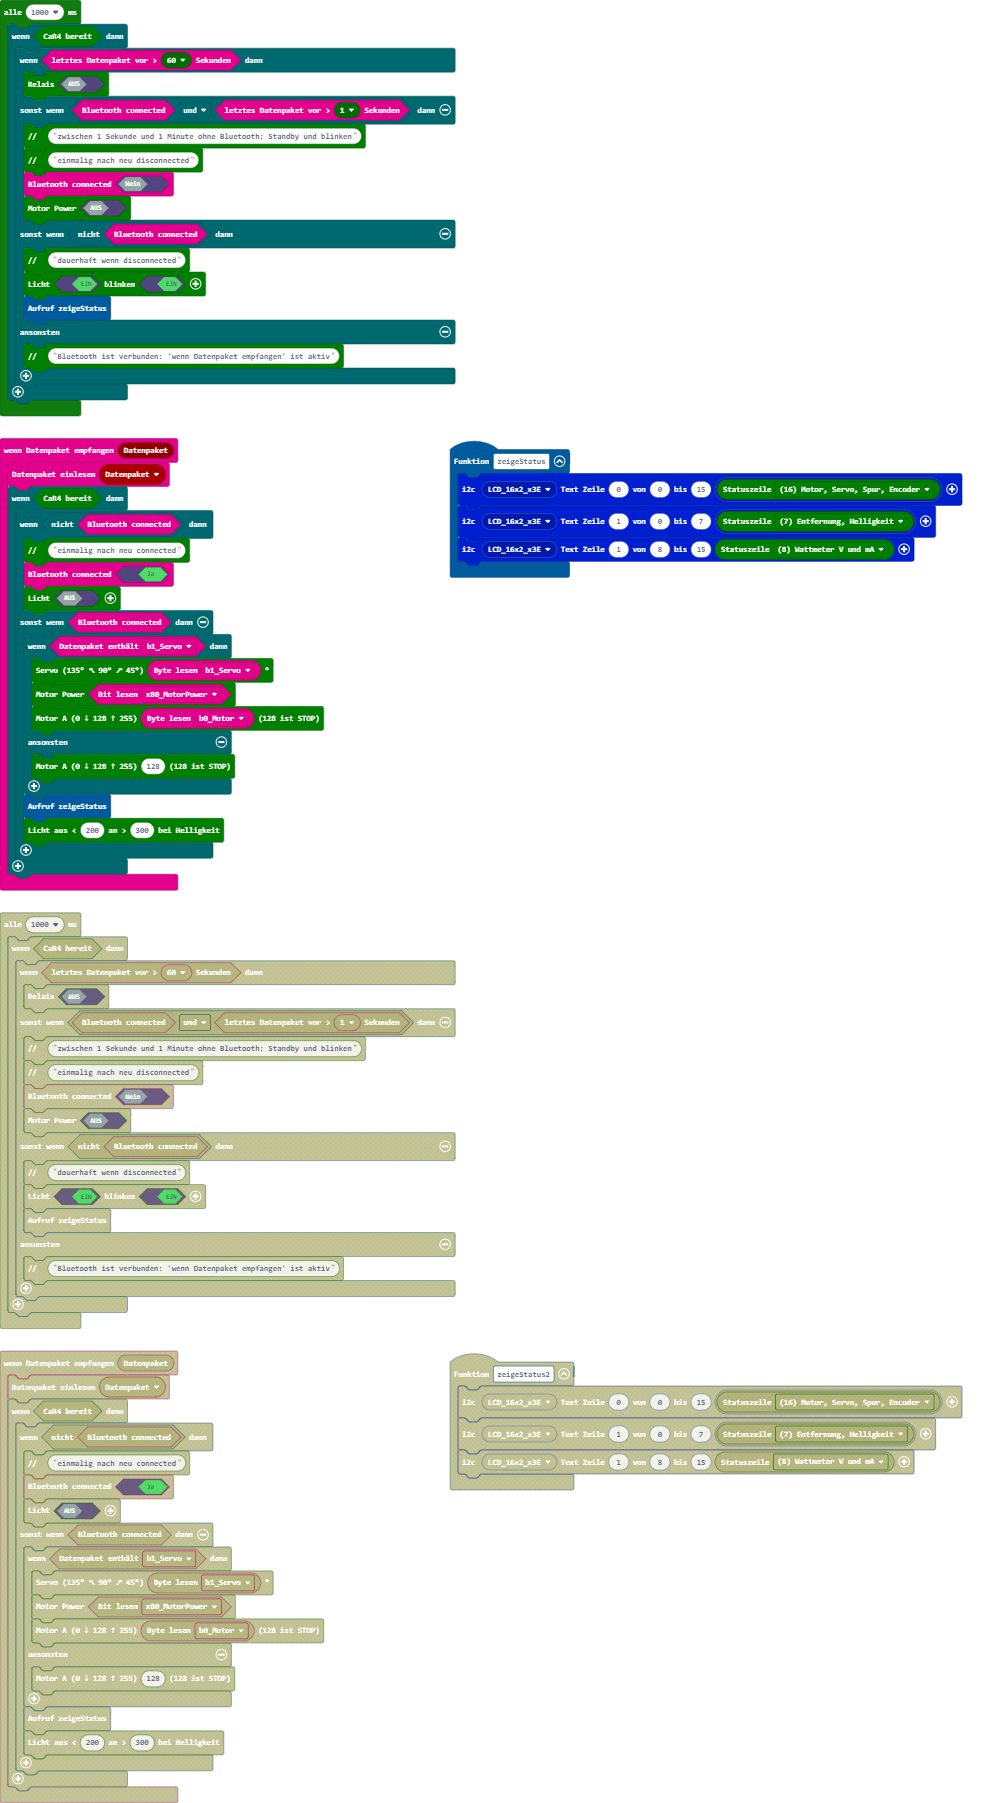 alle 1000 ms
wenn CaR4 bereit dann
wenn letztes Datenpaket vor > 60 Sekunden dann
Relais AUS
sonst wenn Bluetooth connected und letztes Datenpaket vor > 1 Sekunden dann
// "zwischen 1 Sekunde und 1 Minute ohne Bluetooth: Standby und blinken"
// "einmalig nach neu disconnected"
Bluetooth connected Nein
Motor Power AUS
sonst wenn nicht Bluetooth connected dann
// "dauerhaft wenn disconnected"
Licht EIN blinken EIN
Aufruf zeigeStatus
ansonsten
// "Bluetooth ist verbunden: 'wenn Datenpaket empfangen' ist aktiv"
wenn Datenpaket empfangen Datenpaket
Datenpaket einlesen Datenpaket
wenn CaR4 bereit dann
wenn nicht Bluetooth connected dann
// "einmalig nach neu connected"
Bluetooth connected Ja
Licht AUS
sonst wenn Bluetooth connected dann
wenn Datenpaket enthält b1_Servo dann
Servo (135° ↖ 90° ↗ 45°) Byte lesen b1_Servo °
Motor Power Bit lesen x80_MotorPower
Motor A (0 ↓ 128 ↑ 255) Byte lesen b0_Motor (128 ist STOP)
ansonsten
Motor A (0 ↓ 128 ↑ 255) 128 (128 ist STOP)
Aufruf zeigeStatus
Licht aus < 200 an > 300 bei Helligkeit
Funktion zeigeStatus
i2c LCD_16x2_x3E Text Zeile 0 von 0 bis 15 Statuszeile (16) Motor, Servo, Spur, Encoder
i2c LCD_16x2_x3E Text Zeile 1 von 0 bis 7 Statuszeile (7) Entfernung, Helligkeit
i2c LCD_16x2_x3E Text Zeile 1 von 8 bis 15 Statuszeile (8) Wattmeter V und mA
alle 1000 ms
wenn CaR4 bereit dann
wenn letztes Datenpaket vor > 60 Sekunden dann
Relais AUS
sonst wenn Bluetooth connected und letztes Datenpaket vor > 1 Sekunden dann
// "zwischen 1 Sekunde und 1 Minute ohne Bluetooth: Standby und blinken"
// "einmalig nach neu disconnected"
Bluetooth connected Nein
Motor Power AUS
sonst wenn nicht Bluetooth connected dann
// "dauerhaft wenn disconnected"
Licht EIN blinken EIN
Aufruf zeigeStatus
ansonsten
// "Bluetooth ist verbunden: 'wenn Datenpaket empfangen' ist aktiv"
wenn Datenpaket empfangen Datenpaket
Datenpaket einlesen Datenpaket
wenn CaR4 bereit dann
wenn nicht Bluetooth connected dann
// "einmalig nach neu connected"
Bluetooth connected Ja
Licht AUS
sonst wenn Bluetooth connected dann
wenn Datenpaket enthält b1_Servo dann
Servo (135° ↖ 90° ↗ 45°) Byte lesen b1_Servo °
Motor Power Bit lesen x80_MotorPower
Motor A (0 ↓ 128 ↑ 255) Byte lesen b0_Motor (128 ist STOP)
ansonsten
Motor A (0 ↓ 128 ↑ 255) 128 (128 ist STOP)
Aufruf zeigeStatus
Licht aus < 200 an > 300 bei Helligkeit
Funktion zeigeStatus2
i2c LCD_16x2_x3E Text Zeile 0 von 0 bis 15 Statuszeile (16) Motor, Servo, Spur, Encoder
i2c LCD_16x2_x3E Text Zeile 1 von 0 bis 7 Statuszeile (7) Entfernung, Helligkeit
i2c LCD_16x2_x3E Text Zeile 1 von 8 bis 15 Statuszeile (8) Wattmeter V und mA